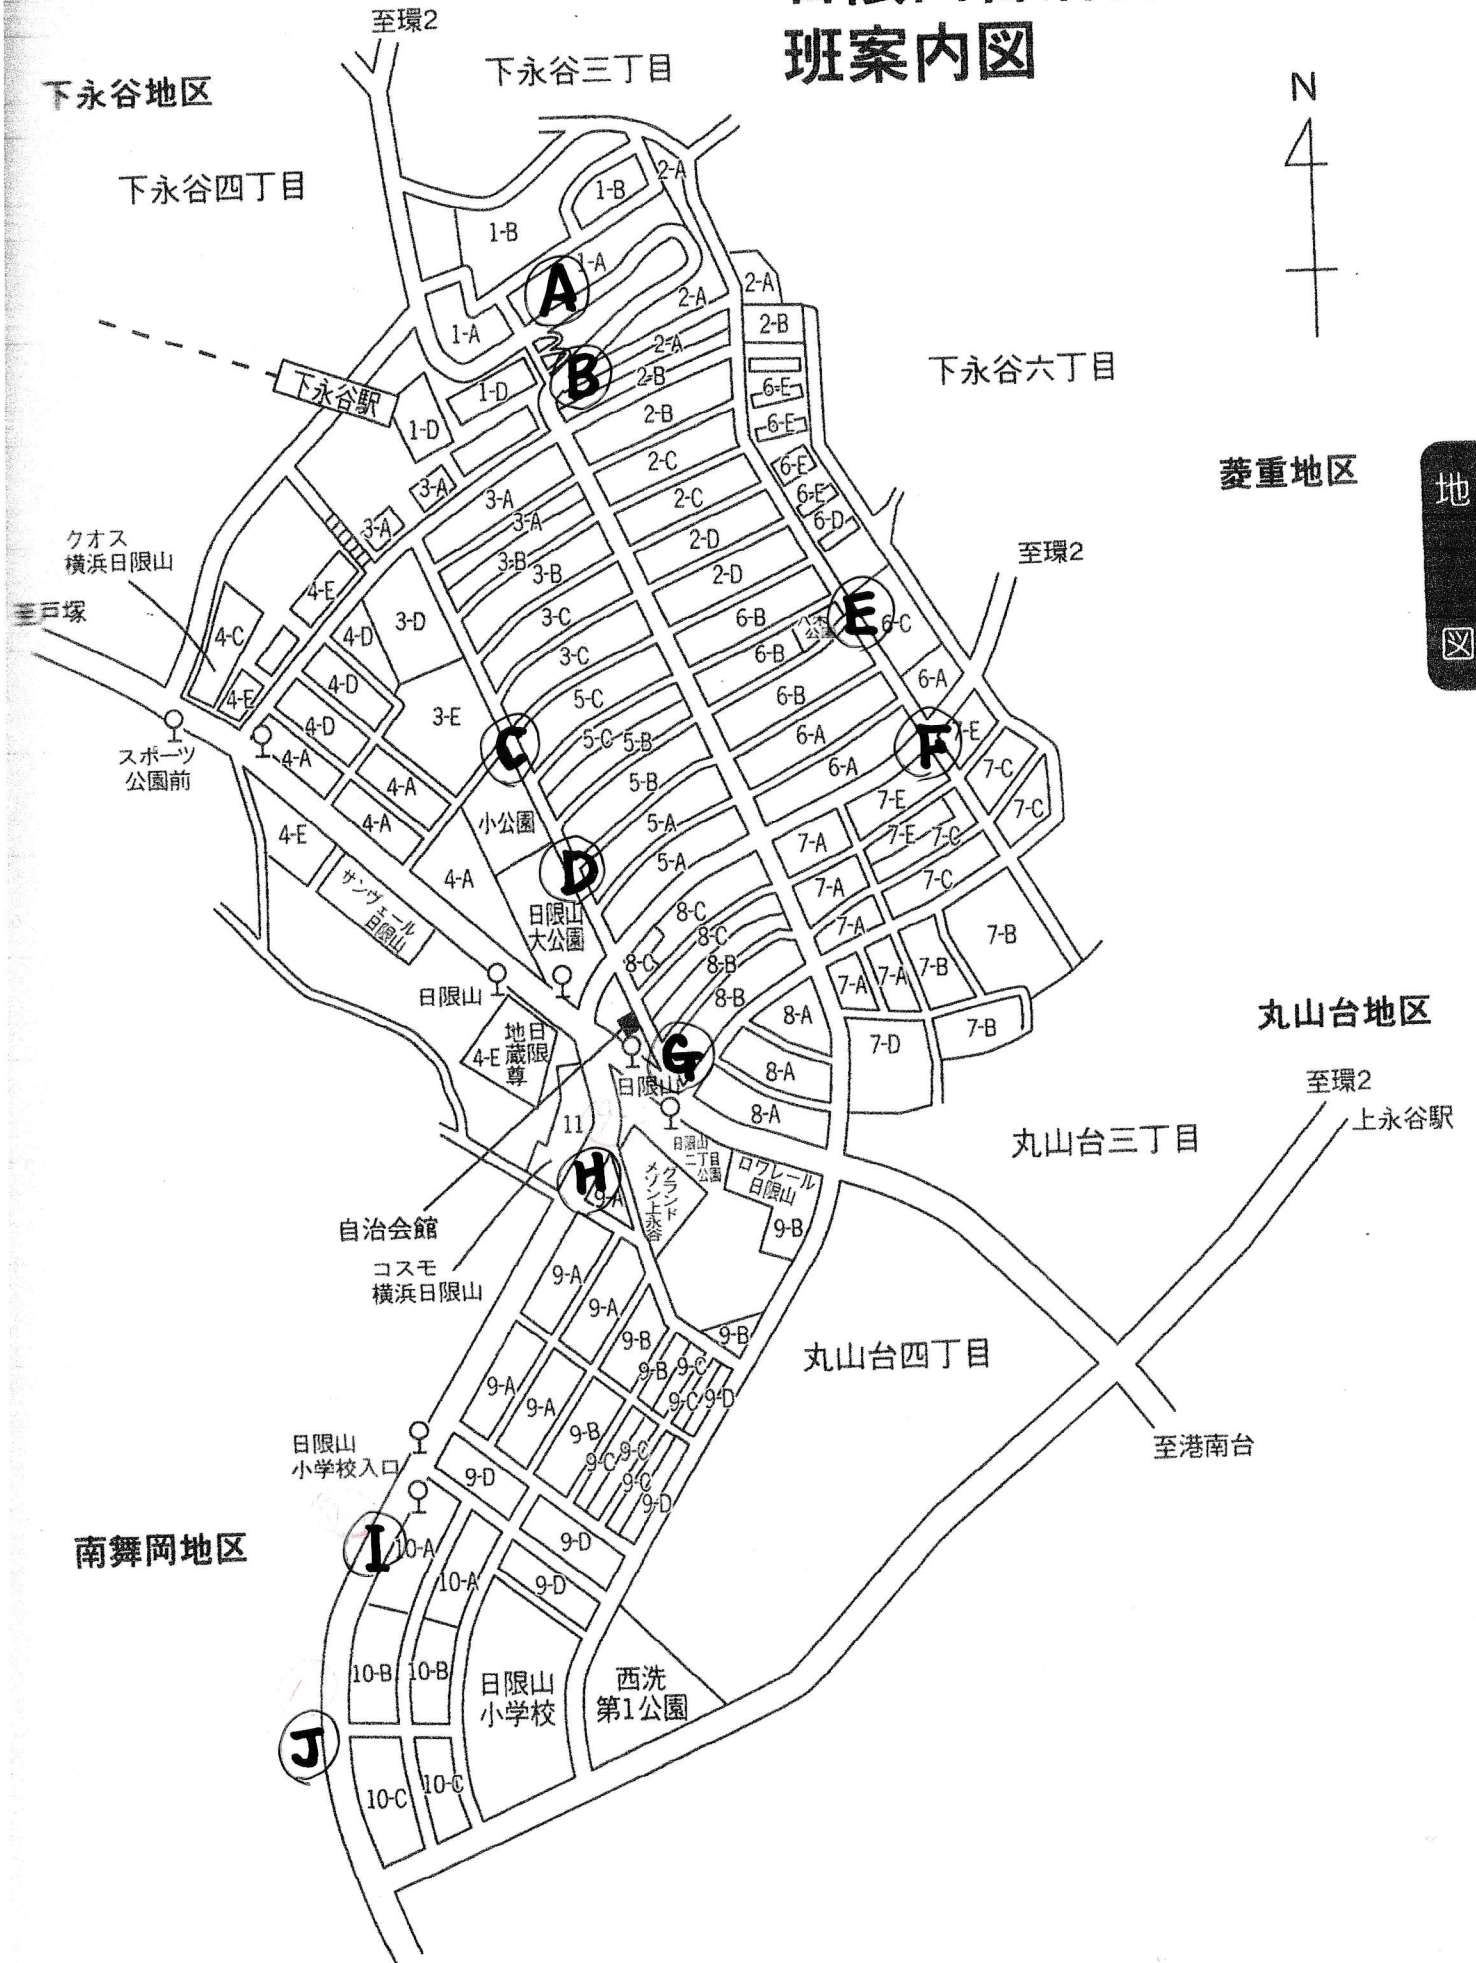 班案内図
至環2
下永谷三丁目
下永谷地区
下永谷四丁目
N
2-A
1-B
1-B
1-A
A
2-A
2-A
1-A
2-B
2-A
B
2-B
下永谷六丁目
6-E
下永谷駅
1-D
1-D
2-B
6-E
2-C
6-E
菱重地区
地
図
3-A
3-A
2-C
6-E
3-A
3-A
6-D
2-D
クオス
横浜日限山
3-B
3-B
2-D
至環2
4-E
至戸塚
4-C
4-D
3-D
3-C
6-B
公園
E
6-C
3-C
6-B
4-E
4-D
5-C
6-B
6-A
3-E
4-D
C
5-C
5-B
6-A
F
7-E
スポーツ
公園前
4-A
4-A
5-B
6-A
7-C
7-E
7-C
4-E
4-A
小公園
5-A
7-A
7-E
7-C
サンヴェール
日限山
4-A
D
5-A
7-A
7-C
日限山
大公園
8-C
8-C
7-A
7-B
8-C
8-B
7-A
7-A
7-B
日限山
8-B
8-A
7-B
丸山台地区
4-E
日限
地蔵尊
G
7-D
日限山
8-A
至環2
上永谷駅
8-A
11
丸山台三丁目
日限山
二丁目
公園
グランド
メゾン上永谷
ロワレール
日限山
H
9-A
9-B
自治会館
コスモ
横浜日限山
9-A
9-A
9-B
9-B
丸山台四丁目
9-B
9-C
9-A
9-A
9-C
9-D
9-B
9-C
9-C
至港南台
日限山
小学校入口
9-D
9-C
9-D
南舞岡地区
I
10-A
9-D
10-A
9-D
10-B
10-B
日限山
小学校
西洗
第1公園
J
10-C
10-C